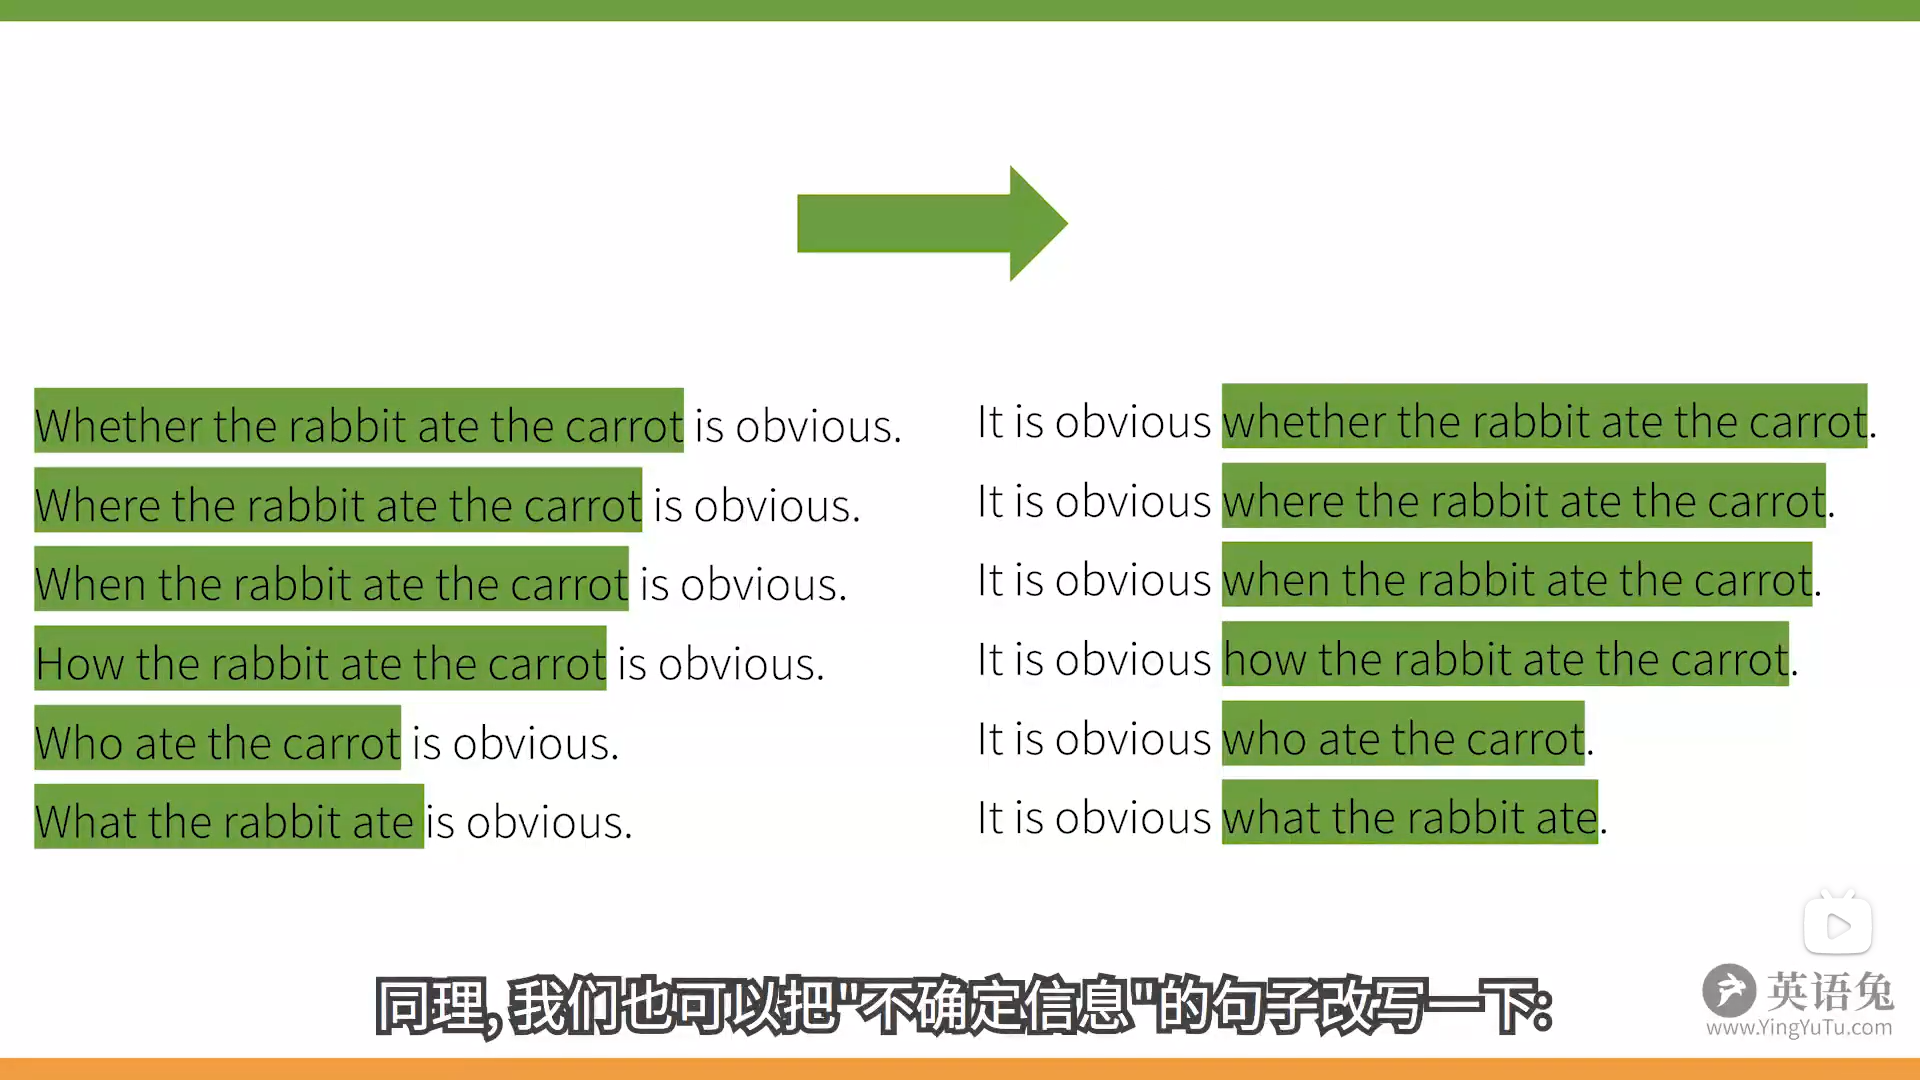 Whether the rabbit ate the carrot is obvious.
Where the rabbit ate the carrot is obvious.
When the rabbit ate the carrot is obvious.
How the rabbit ate the carrot is obvious.
Who ate the carrot is obvious.
What the rabbit ate is obvious.
It is obvious whether the rabbit ate the carrot.
It is obvious where the rabbit ate the carrot.
It is obvious when the rabbit ate the carrot.
It is obvious how the rabbit ate the carrot.
It is obvious who ate the carrot.
It is obvious what the rabbit ate.
同理, 我们也可以把"不确定信息"的句子改写一下:
英语兔
www.YingYuTu.com